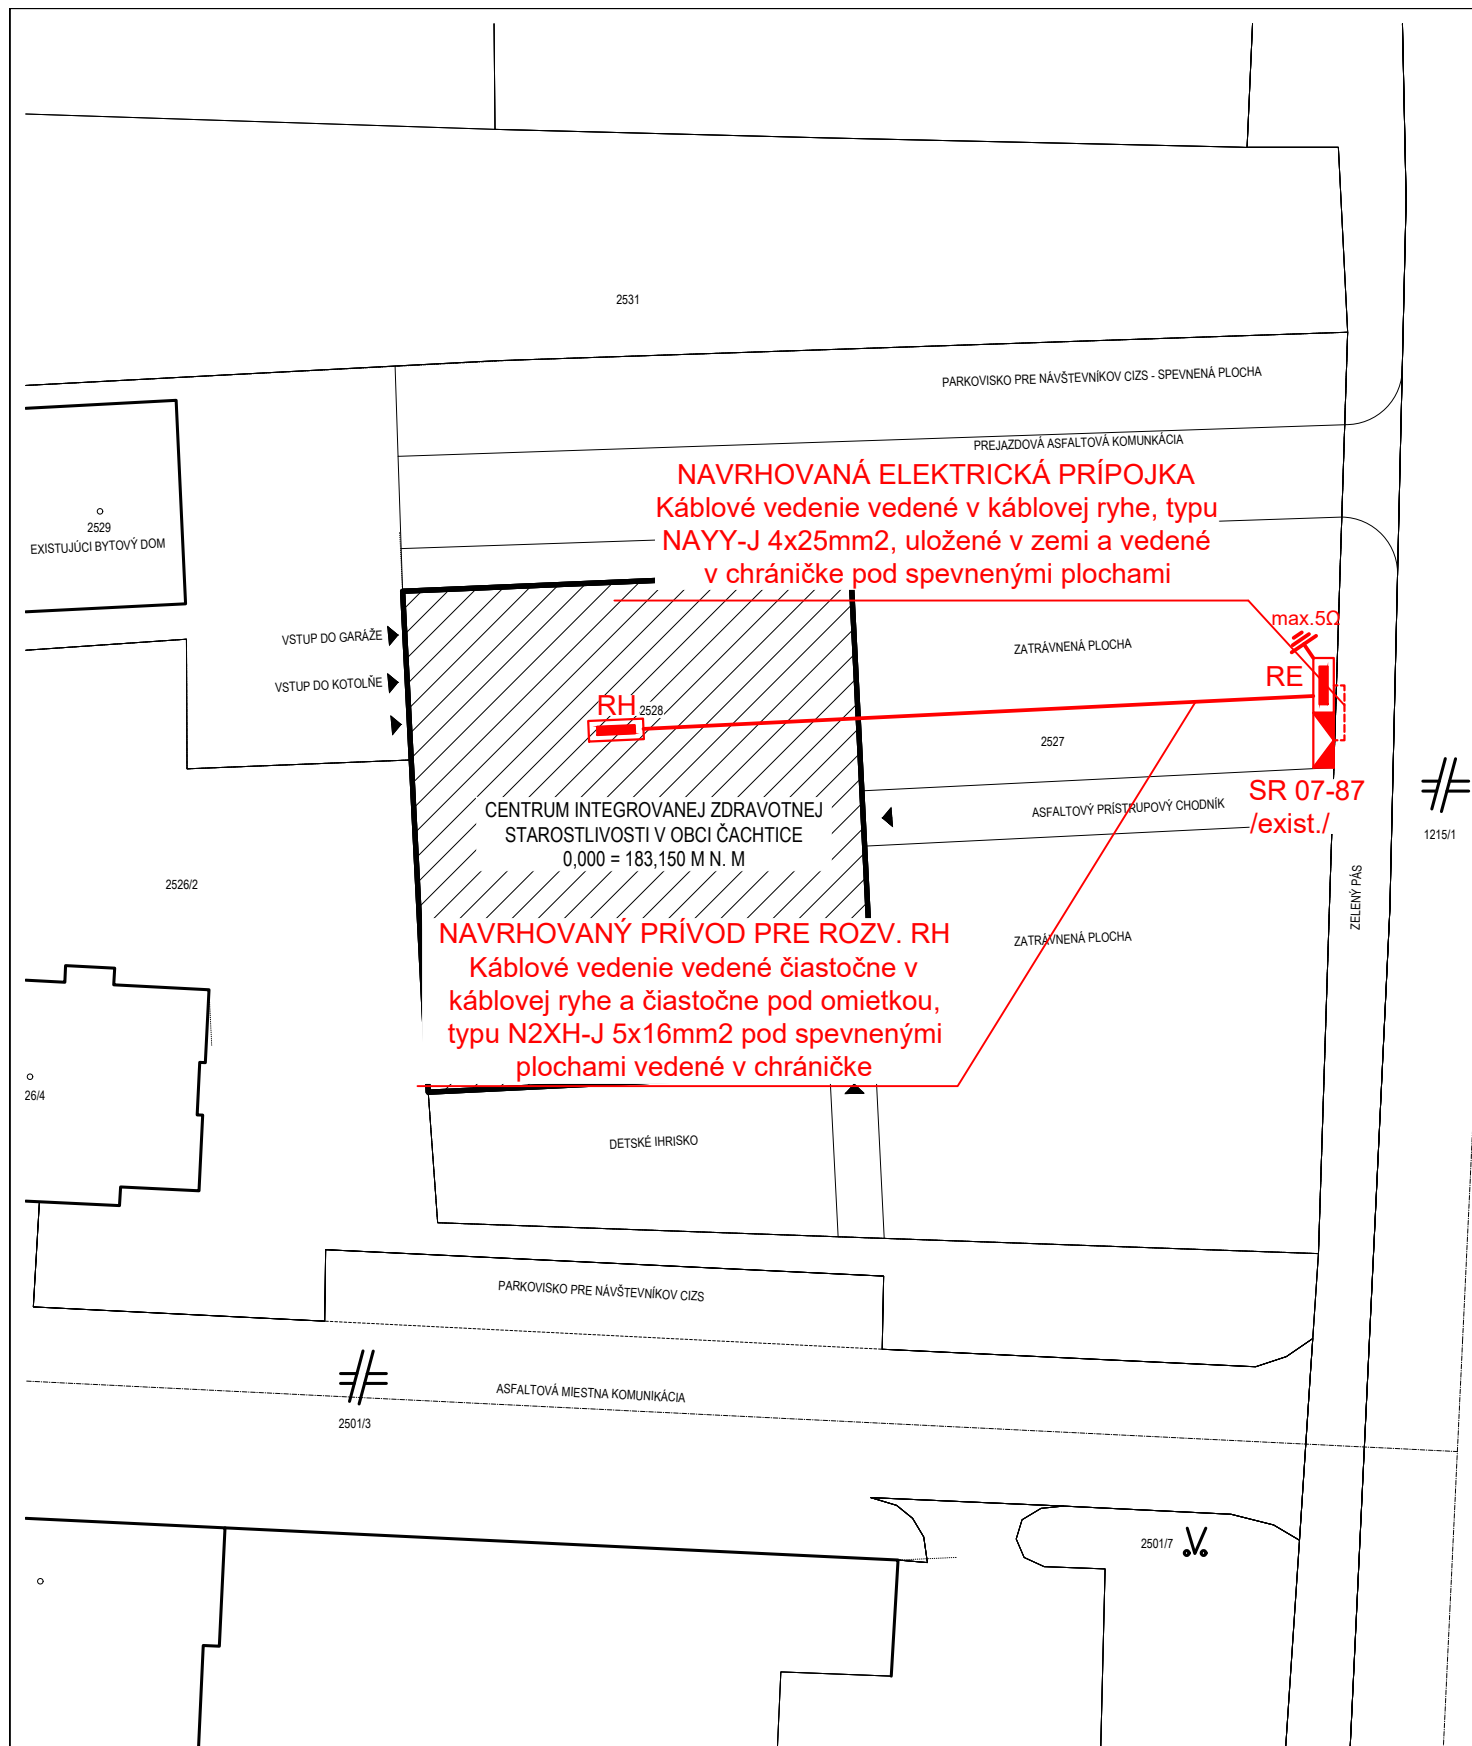 2531
PARKOVISKO PRE NÁVŠTEVNÍKOV CIZS - SPEVNENÁ PLOCHA
PREJAZDOVÁ ASFALTOVÁ KOMUNKÁCIA
NAVRHOVANÁ ELEKTRICKÁ PRÍPOJKA
Káblové vedenie vedené v káblovej ryhe, typu
NAYY-J 4x25mm2, uložené v zemi a vedené
v chráničke pod spevnenými plochami
2529
EXISTUJÚCI BYTOVÝ DOM
VSTUP DO GARÁŽE
VSTUP DO KOTOLŇE
ZATRÁVNENÁ PLOCHA
max.5Ω
RE
RH
2528
2527
SR 07-87
/exist./
ASFALTOVÝ PRÍSTRUPOVÝ CHODNÍK
1215/1
CENTRUM INTEGROVANEJ ZDRAVOTNEJ
STAROSTLIVOSTI V OBCI ČACHTICE
0,000 = 183,150 M N. M
2526/2
ZELENÝ PÁS
NAVRHOVANÝ PRÍVOD PRE ROZV. RH
Káblové vedenie vedené čiastočne v
káblovej ryhe a čiastočne pod omietkou,
typu N2XH-J 5x16mm2 pod spevnenými
plochami vedené v chráničke
ZATRÁVNENÁ PLOCHA
26/4
DETSKÉ IHRISKO
PARKOVISKO PRE NÁVŠTEVNÍKOV CIZS
ASFALTOVÁ MIESTNA KOMUNIKÁCIA
2501/3
2501/7